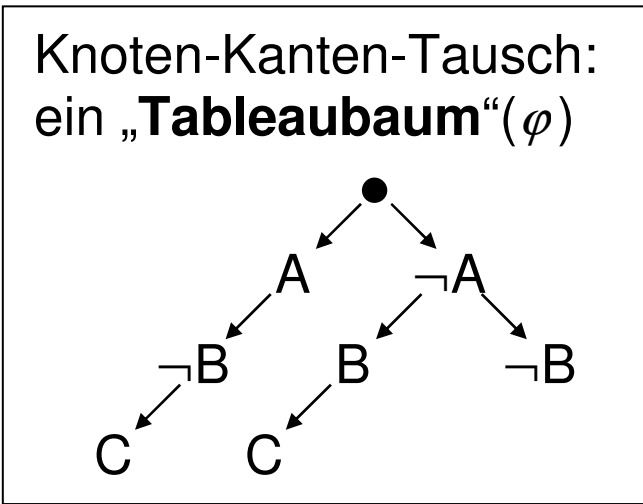 Knoten-Kanten-Tausch:
ein „Tableaubaum“(φ)
A ¬A
¬B B ¬B
C C